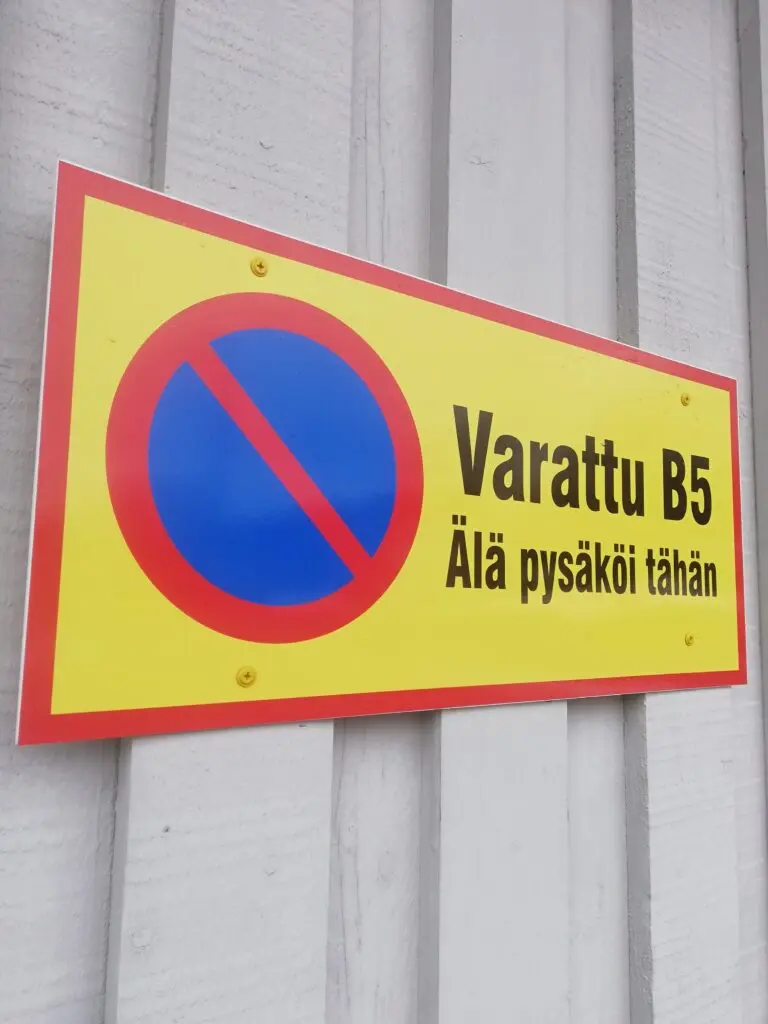 Varattu B5
Älä pysäköi tähän